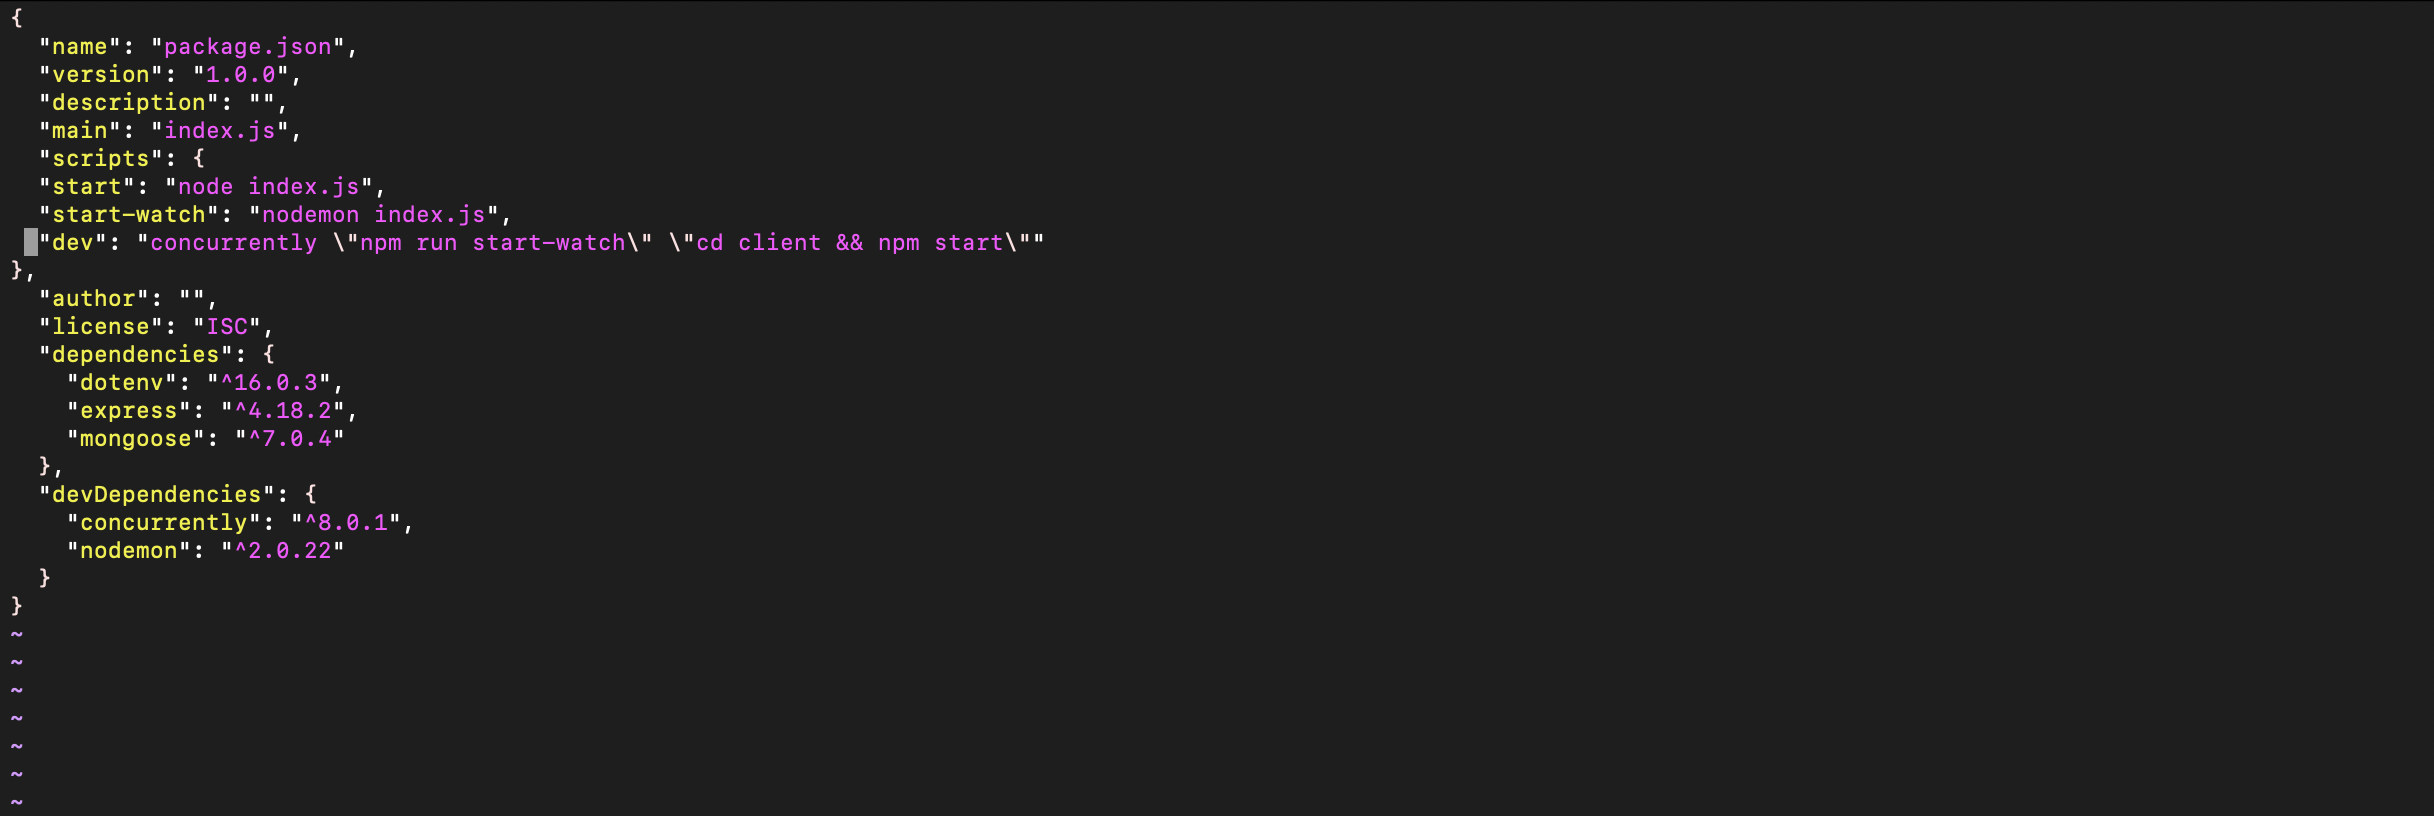 {
  "name": "package.json",
  "version": "1.0.0",
  "description": "",
  "main": "index.js",
  "scripts": {
  "start": "node index.js",
  "start-watch": "nodemon index.js",
  "dev": "concurrently \"npm run start-watch\" \"cd client && npm start\""
},
  "author": "",
  "license": "ISC",
  "dependencies": {
    "dotenv": "^16.0.3",
    "express": "^4.18.2",
    "mongoose": "^7.0.4"
  },
  "devDependencies": {
    "concurrently": "^8.0.1",
    "nodemon": "^2.0.22"
  }
}
~
~
~
~
~
~
~